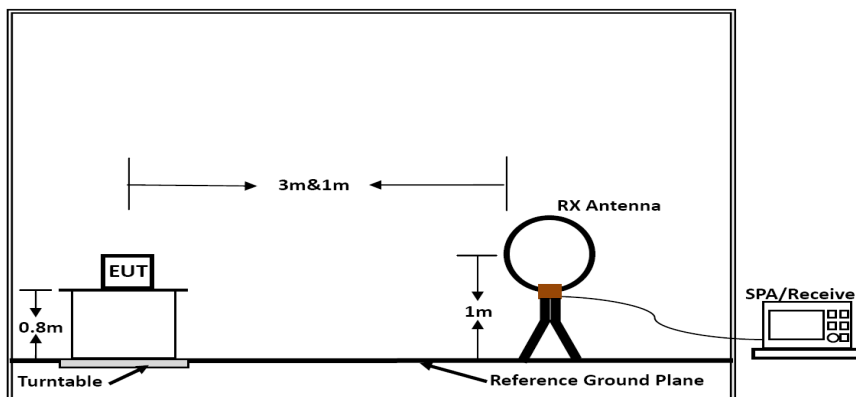 3m&1m
RX Antenna
EUT
SPA/Receive
0.8m
1m
Turntable
Reference Ground Plane